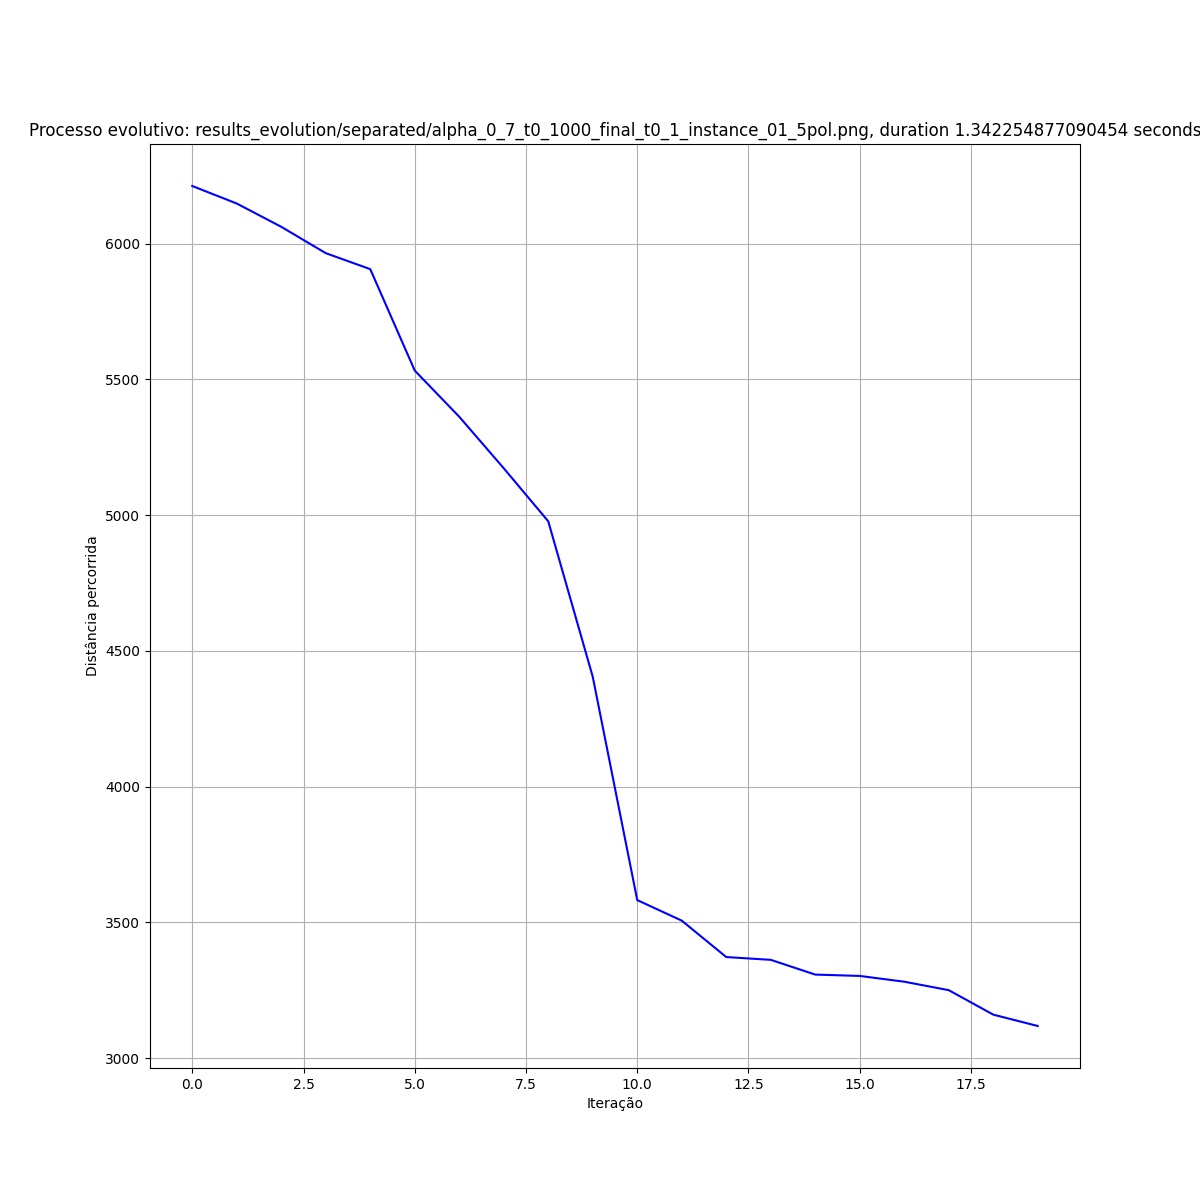 Processo evolutivo: results_evolution/separated/alpha_0_7_t0_1000_final_t0_1_instance_01_5pol.png, duration 1.342254877090454 seconds
6000
5500
5000
4500
4000
3500
3000
Distância percorrida
0.0 2.5 5.0 7.5 10.0 12.5 15.0 17.5
Iteração